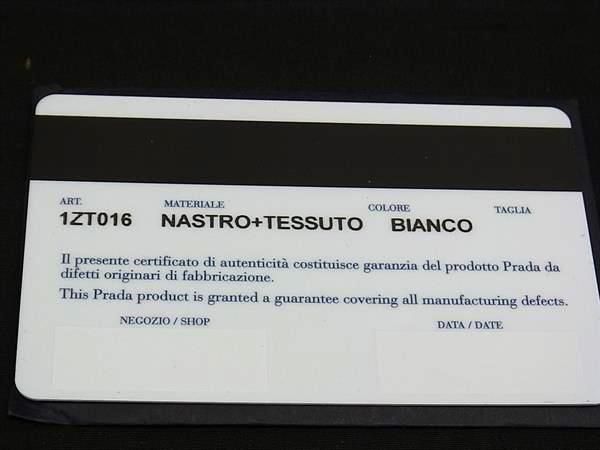 ART. MATERIALE COLORE TAGLIA
1ZT016 NASTRO+TESSUTO BIANCO
Il presente certificato di autenticità costituisce garanzia del prodotto Prada da
difetti originari di fabbricazione.
This Prada product is granted a guarantee covering all manufacturing defects.
NEGOZIO / SHOP DATA / DATE